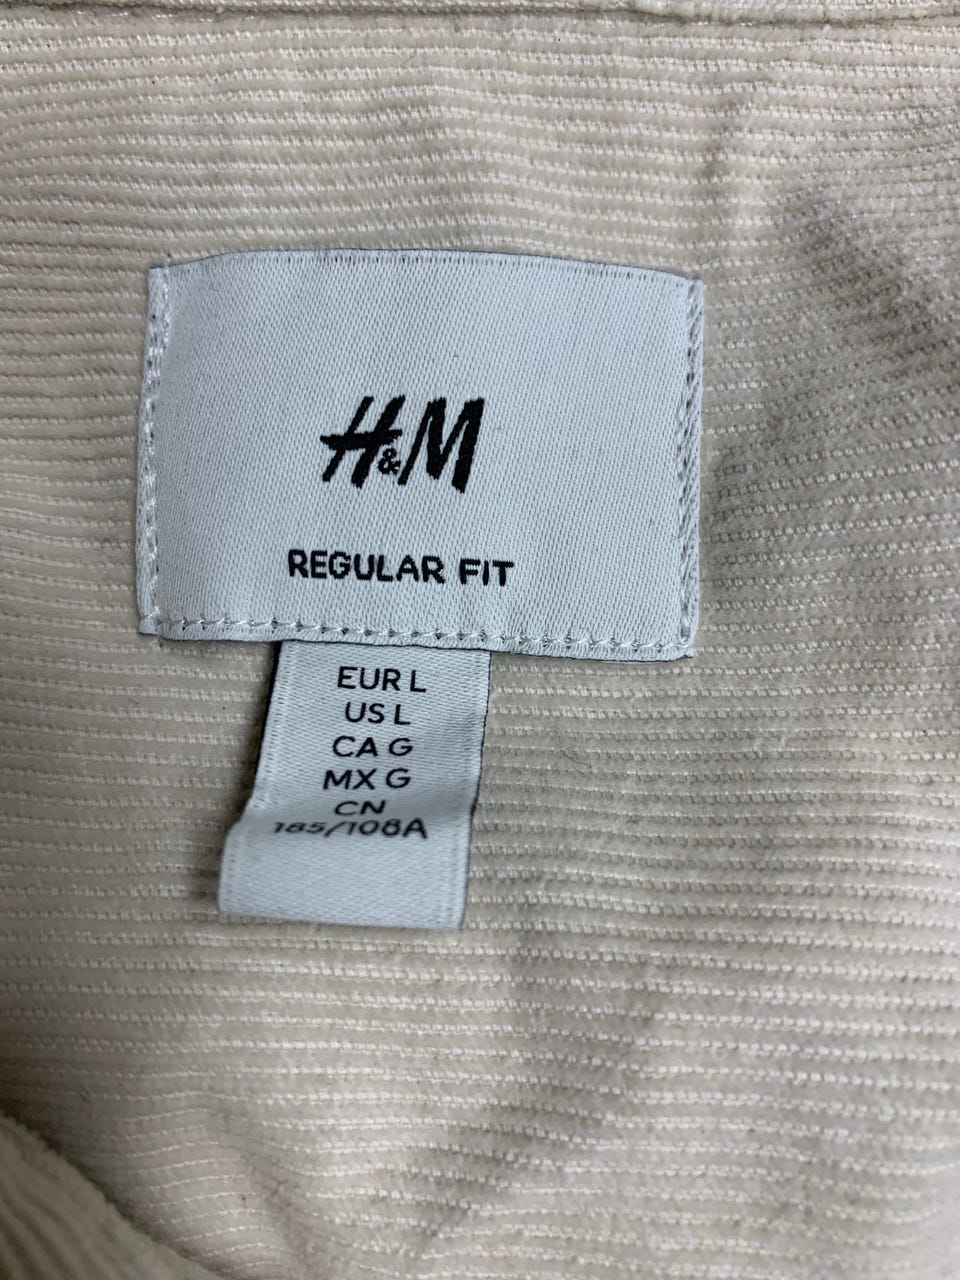 H&M
REGULAR FIT
EUR L
US L
CA G
MX G
CN
185/108A